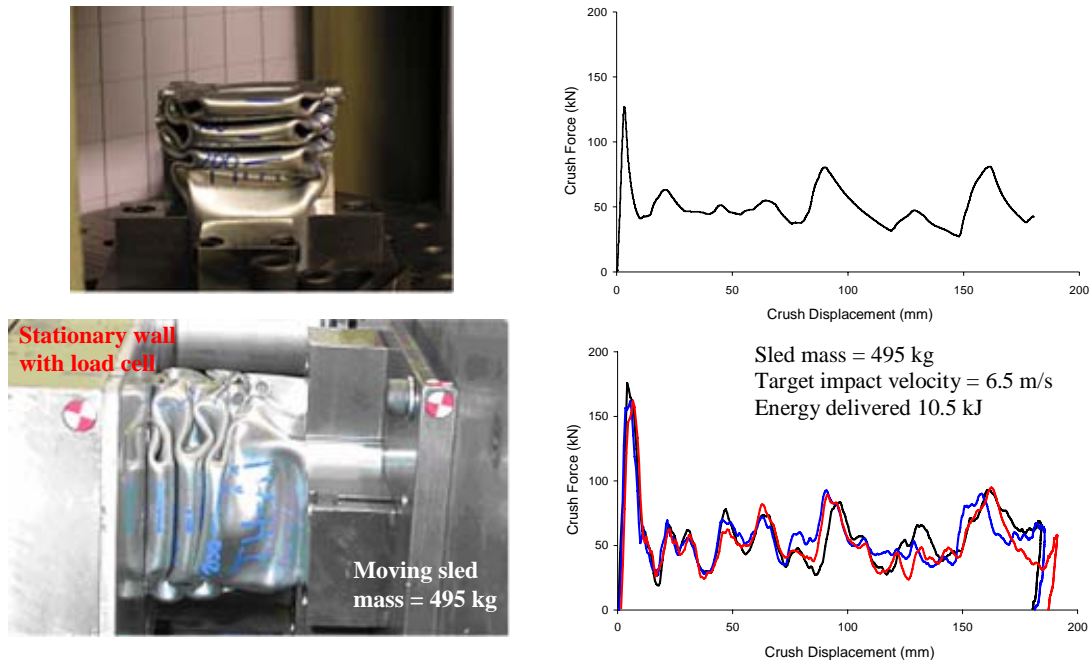 200
150
100
50
0
Crush Force (kN)
0
50
100
150
200
Crush Displacement (mm)
Stationary wall
with load cell
Moving sled
mass = 495 kg
Sled mass = 495 kg
Target impact velocity = 6.5 m/s
Energy delivered 10.5 kJ
200
150
100
50
0
Crush Force (kN)
0
50
100
150
200
Crush Displacement (mm)